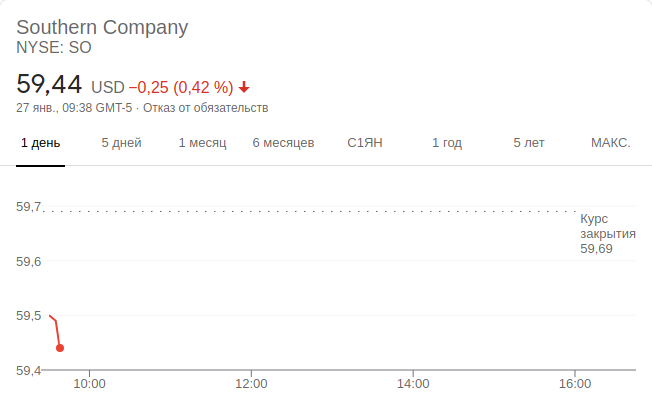 Southern Company
NYSE: SO
59,44 USD −0,25 (0,42 %)
27 янв., 09:38 GMT-5 · Отказ от обязательств
1 день 5 дней 1 месяц 6 месяцев С1ЯН 1 год 5 лет МАКС.
59,7
Курс
закрытия
59,69
59,6
59,5
59,4
10:00 12:00 14:00 16:00